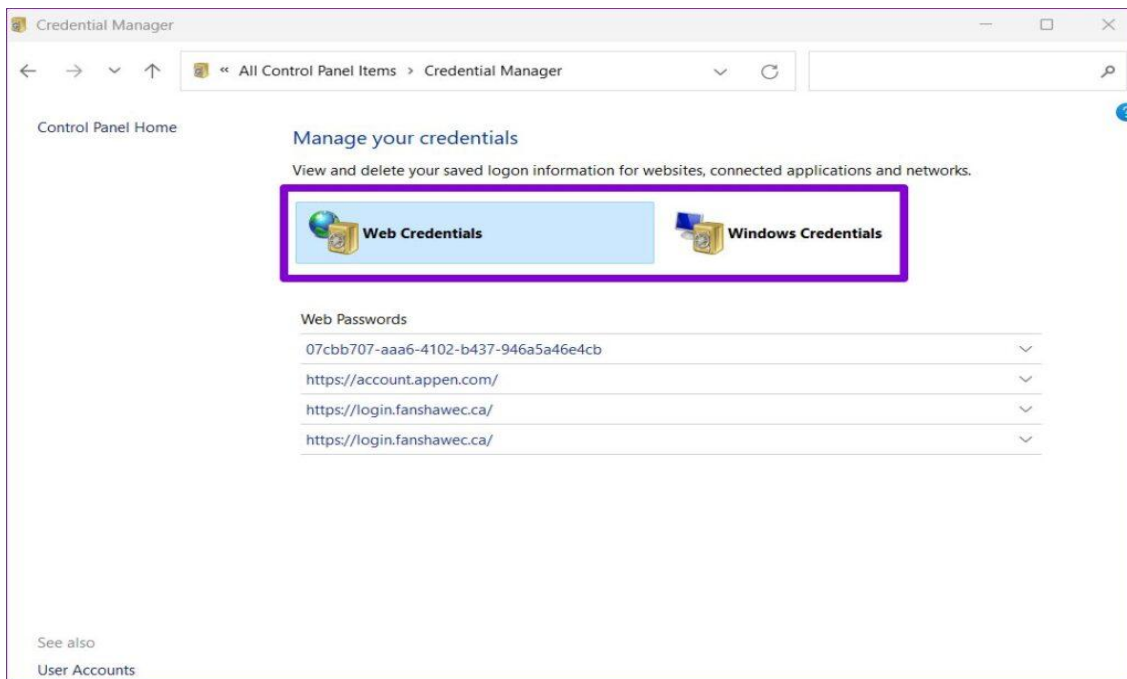 Credential Manager
« All Control Panel Items › Credential Manager
Control Panel Home
Manage your credentials
View and delete your saved logon information for websites, connected applications and networks.
Web Credentials Windows Credentials
Web Passwords
07cbb707-aaa6-4102-b437-946a5a46e4cb
https://account.appen.com/
https://login.fanshawec.ca/
https://login.fanshawec.ca/
See also
User Accounts